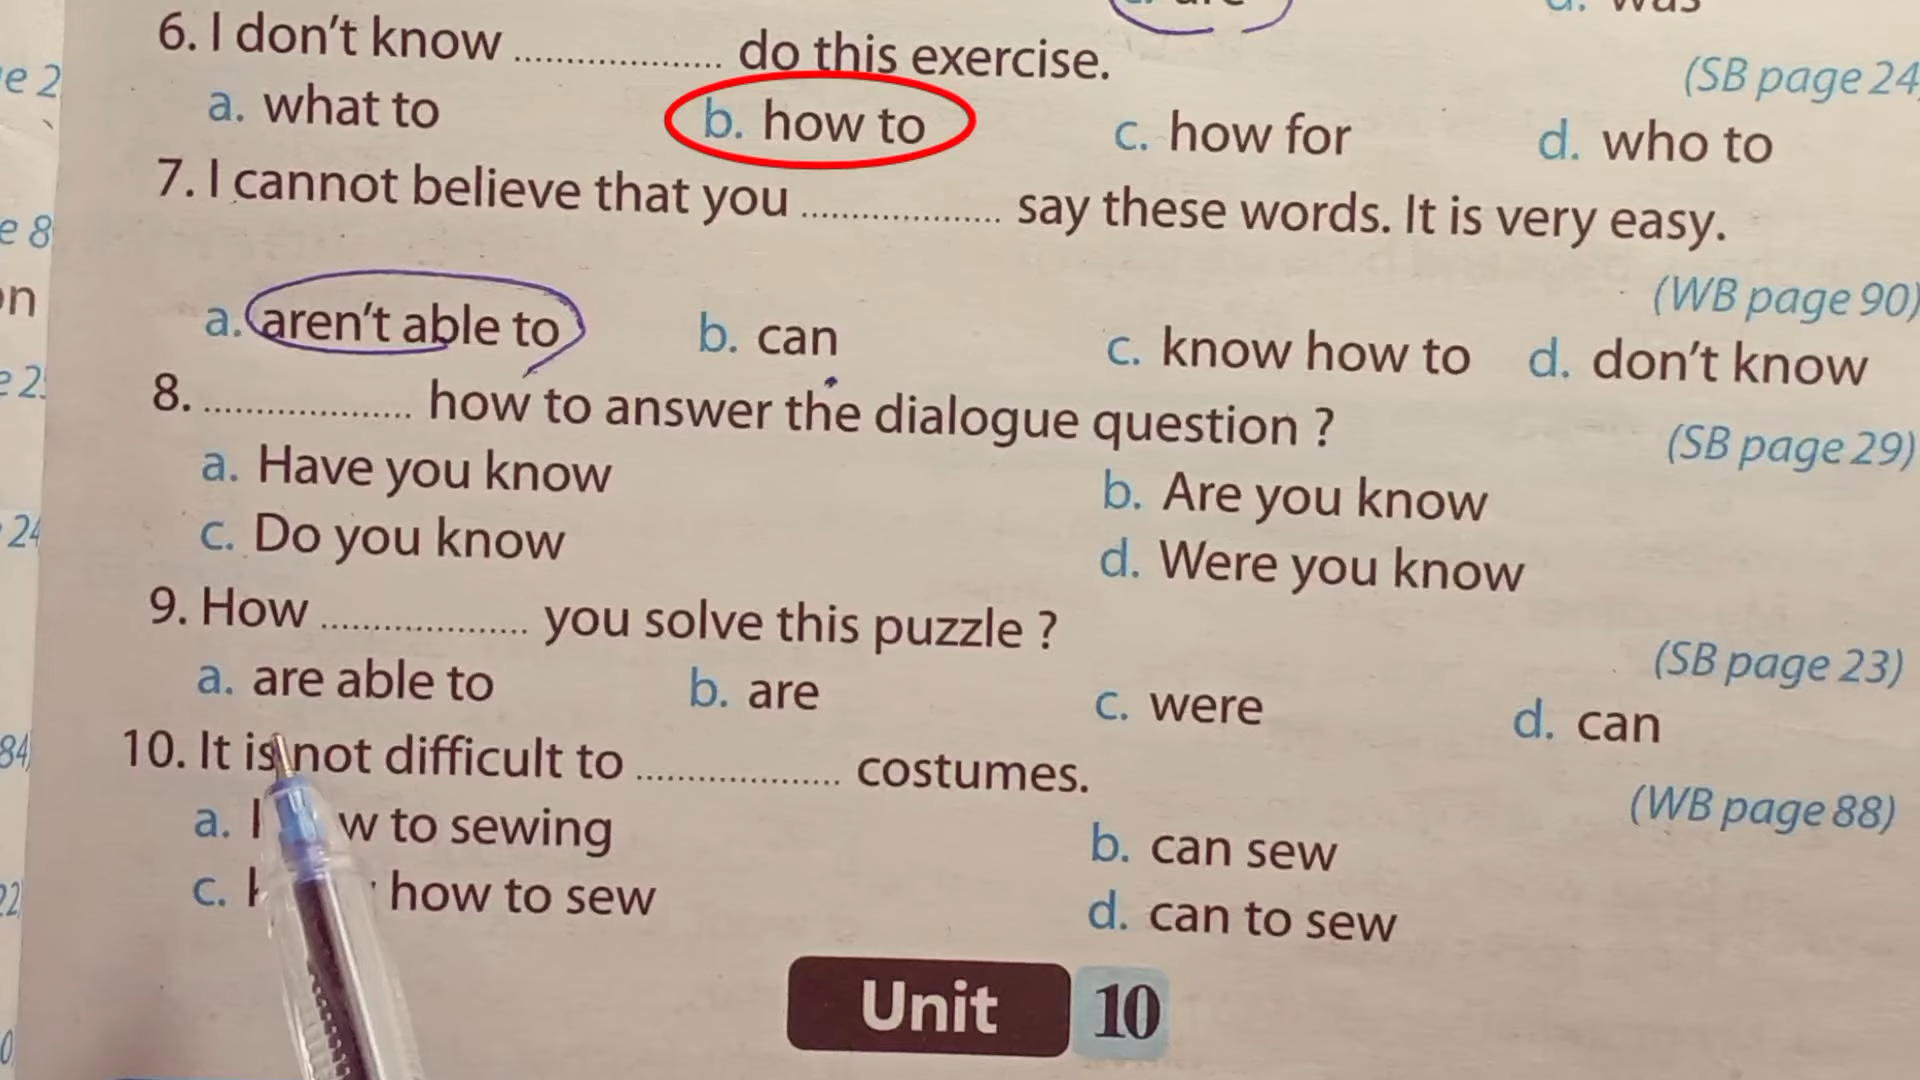 are
d. was
6. I don't know .................... do this exercise.
(SB page 24
a. what to b. how to c. how for d. who to
7. I cannot believe that you .................... say these words. It is very easy.
(WB page 90)
a. aren't able to b. can c. know how to d. don't know
8. .................... how to answer the dialogue question ?
(SB page 29)
a. Have you know b. Are you know
c. Do you know d. Were you know
9. How .................... you solve this puzzle ?
(SB page 23)
a. are able to b. are c. were d. can
10. It is not difficult to .................... costumes.
(WB page 88)
a. w to sewing b. can sew
c. how to sew d. can to sew
Unit 10